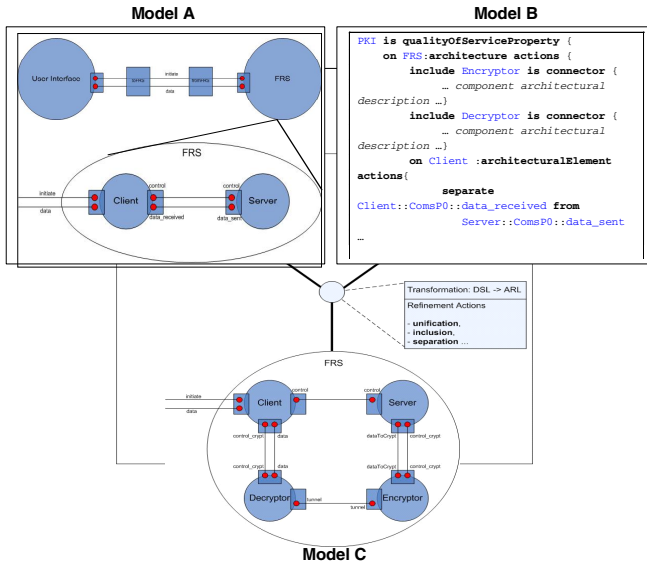 Model A
Model B
User Interface
initiate
data
FRS
FRS
initiate
data
Client
control
data_received
control
data_sent
Server
PKI is qualityOfServiceProperty {
on FRS:architecture actions {
include Encryptor is connector {
… component architectural
description …}
include Decryptor is connector {
… component architectural
description …}
on Client :architecturalElement
actions{
separate
Client::ComsP0::data_received from
Server::ComsP0::data_sent
…
Transformation: DSL -> ARL
Refinement Actions
- unification,
- inclusion,
- separation ...
FRS
initiate
data
Client
control
control
Server
control_crypt
data
dataToCrypt
control_crypt
control_crypt
data
dataToCrypt
control_crypt
Decryptor
tunnel
tunnel
Encryptor
Model C